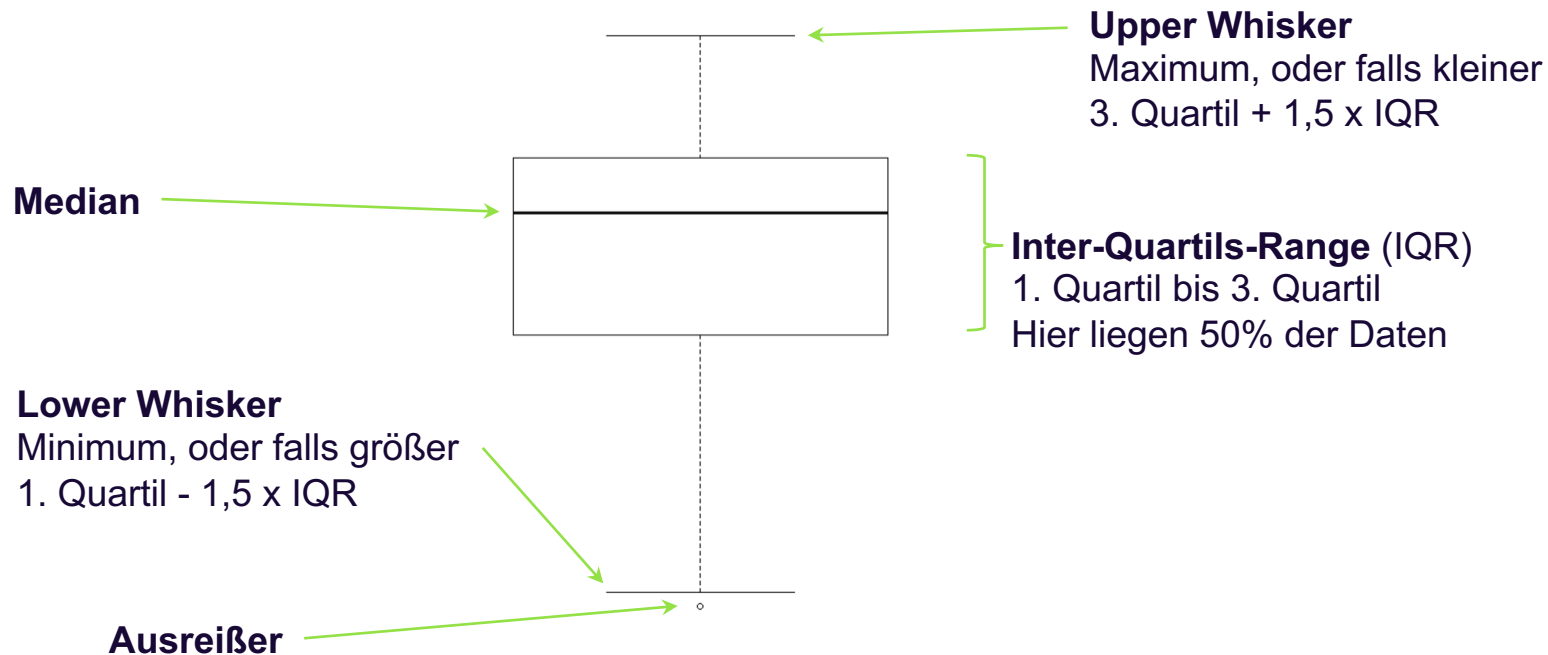 Upper Whisker
Maximum, oder falls kleiner
3. Quartil + 1,5 x IQR
Median
Inter-Quartils-Range (IQR)
1. Quartil bis 3. Quartil
Hier liegen 50% der Daten
Lower Whisker
Minimum, oder falls größer
1. Quartil - 1,5 x IQR
Ausreißer